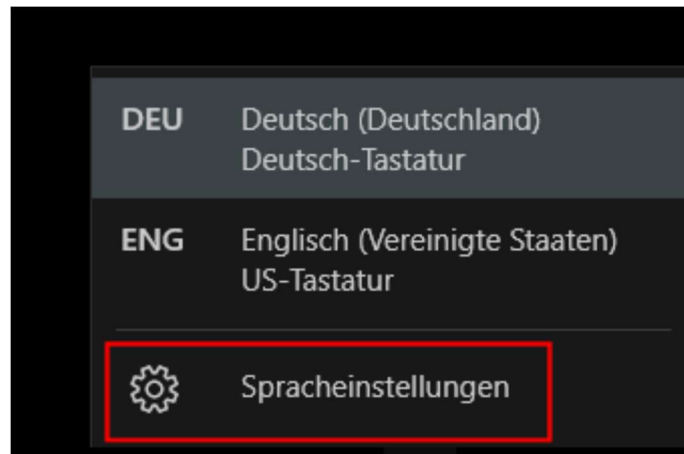 DEU Deutsch (Deutschland)
Deutsch-Tastatur
ENG Englisch (Vereinigte Staaten)
US-Tastatur
Spracheinstellungen